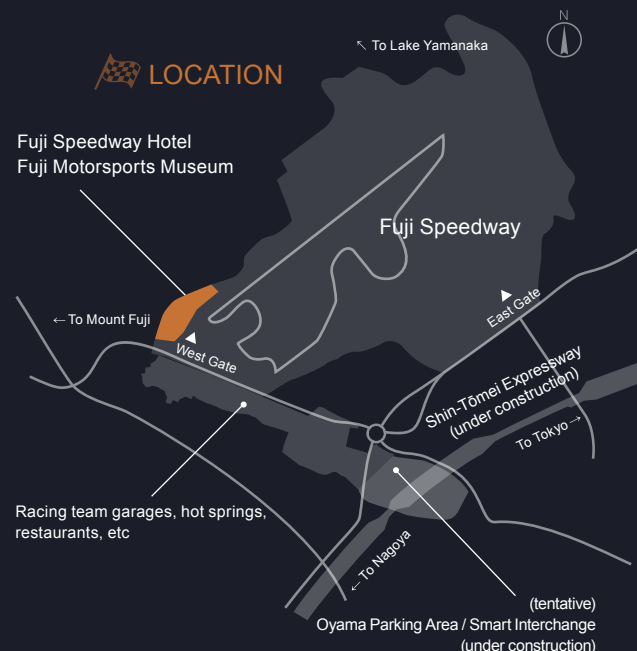 N
↖ To Lake Yamanaka
LOCATION
Fuji Speedway Hotel
Fuji Motorsports Museum
Fuji Speedway
East Gate
← To Mount Fuji
West Gate
Shin-Tōmei Expressway
(under construction)
To Tokyo →
Racing team garages, hot springs,
restaurants, etc
← To Nagoya
(tentative)
Oyama Parking Area / Smart Interchange
(under construction)